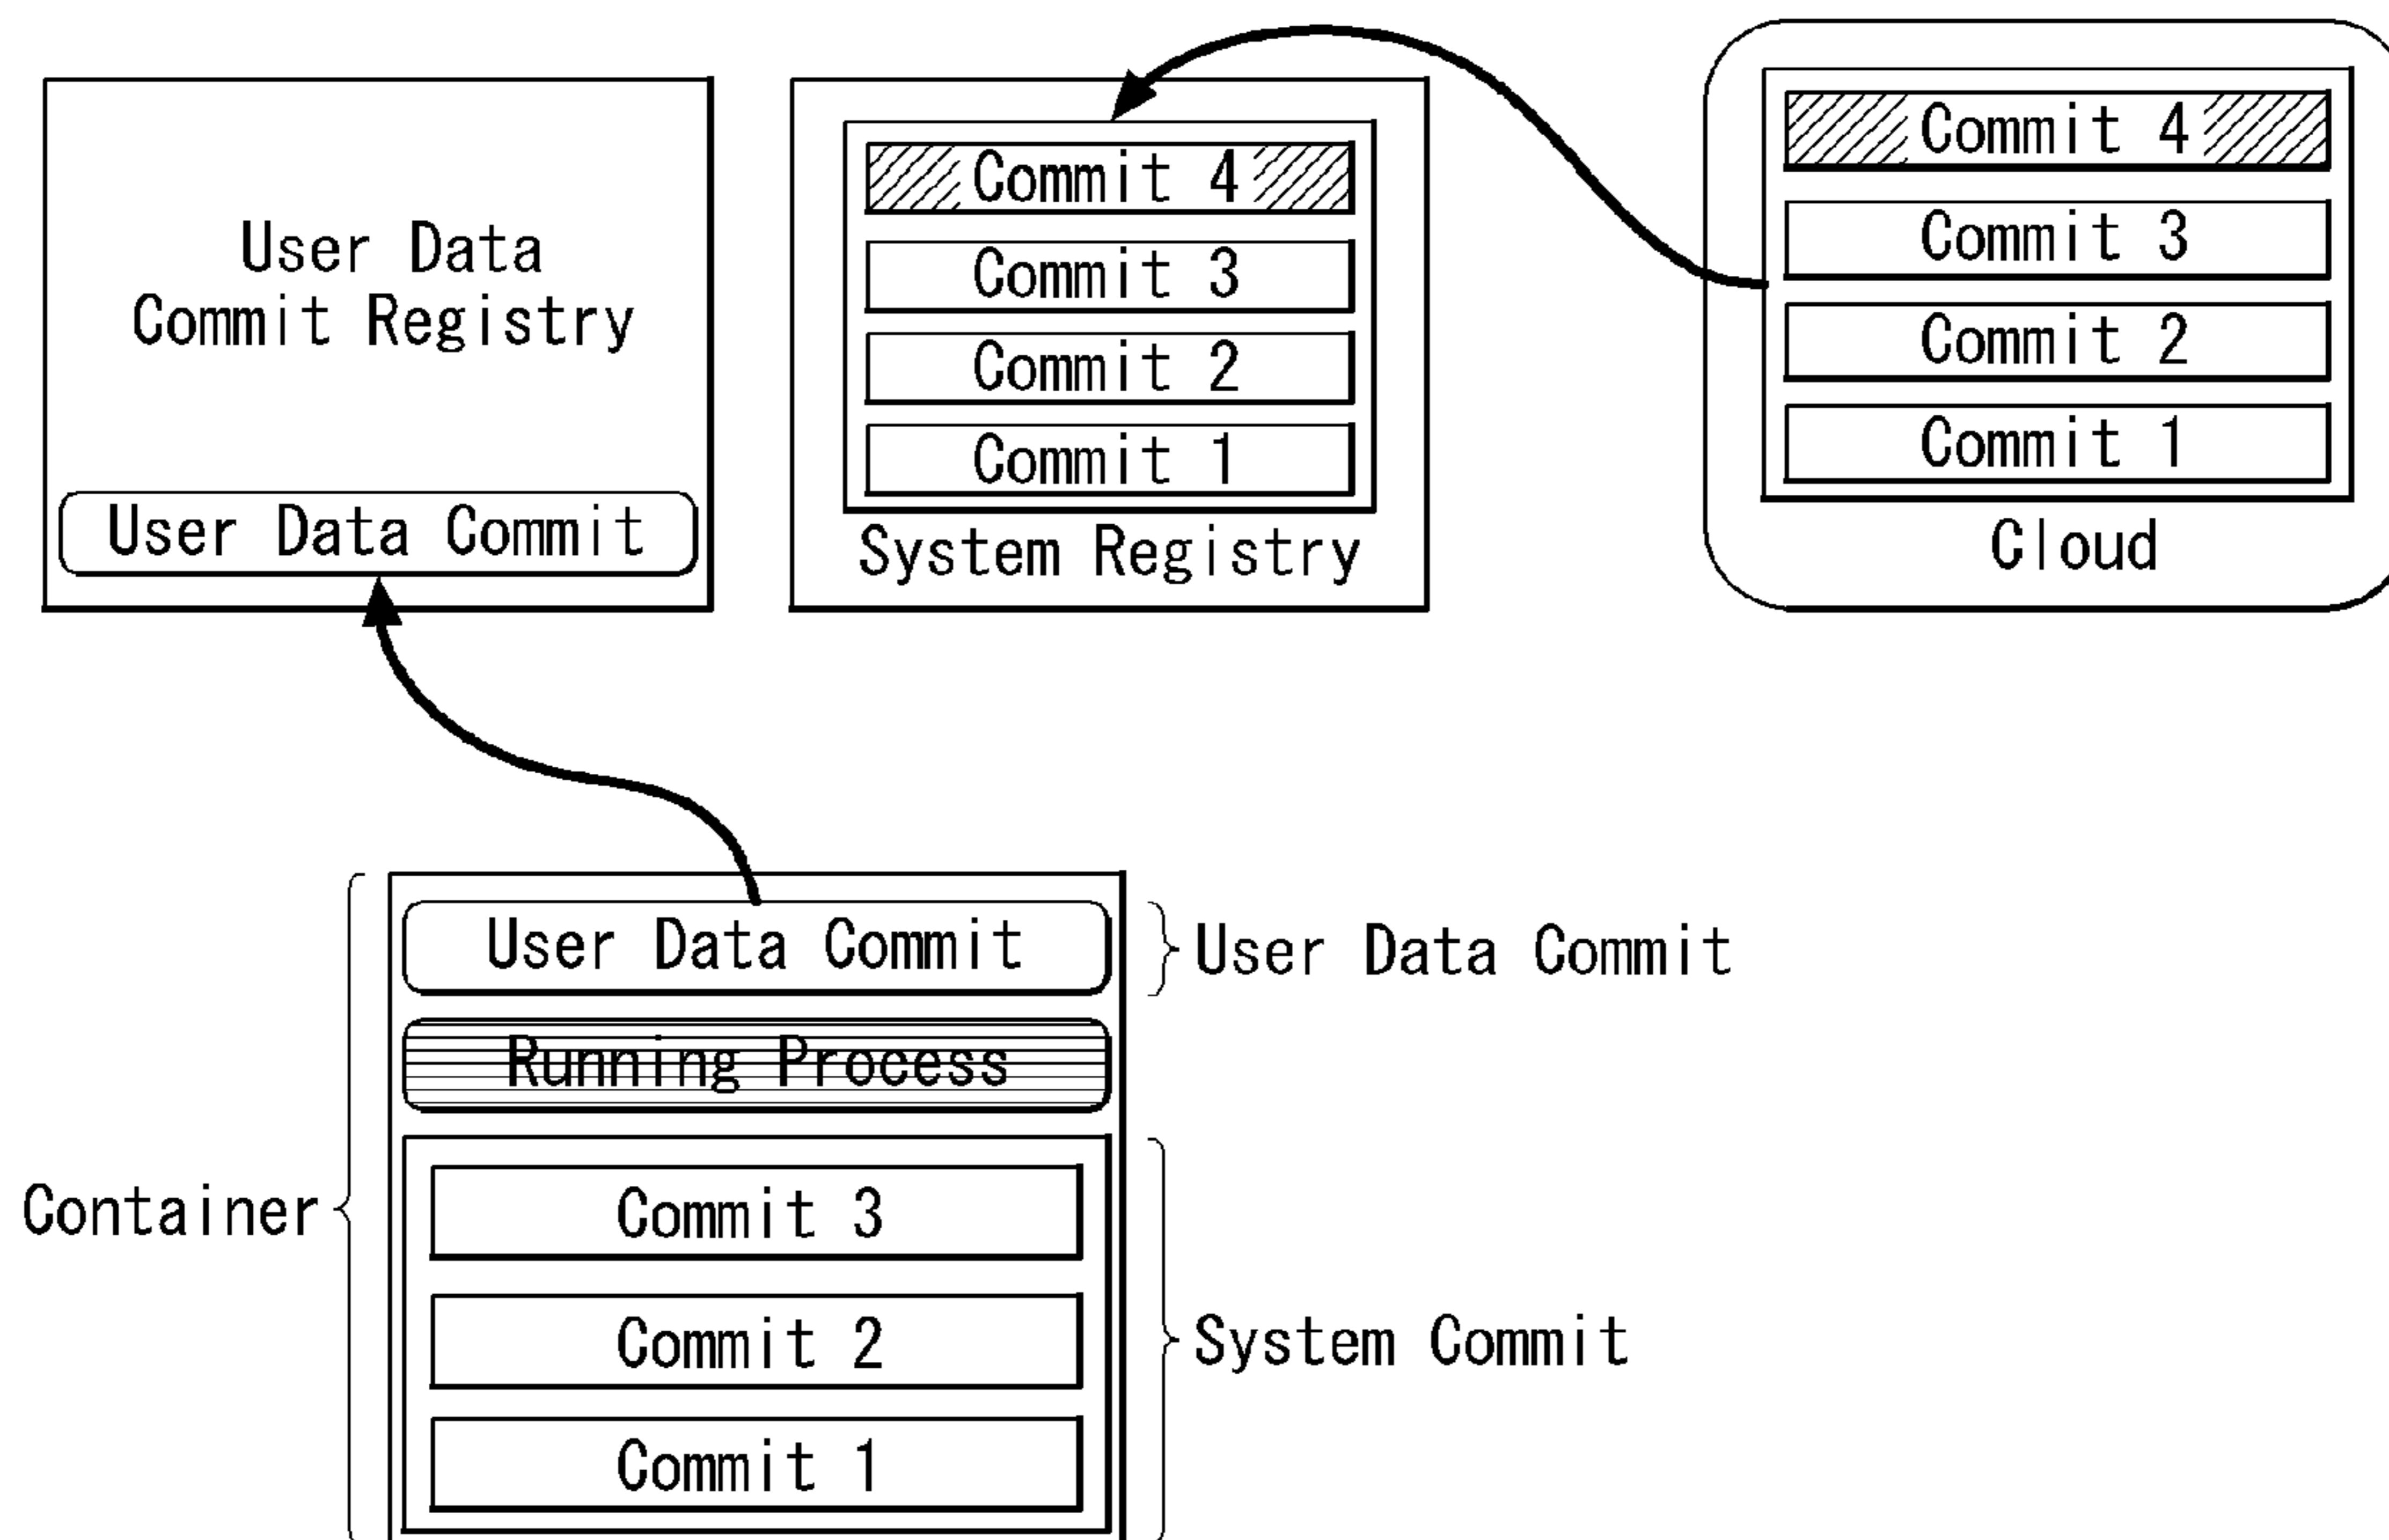 User Data
Commit Registry
User Data Commit
Commit 4
Commit 3
Commit 2
Commit 1
System Registry
Commit 4
Commit 3
Commit 2
Commit 1
Cloud
Container
User Data Commit
Running Process
Commit 3
Commit 2
Commit 1
User Data Commit
System Commit